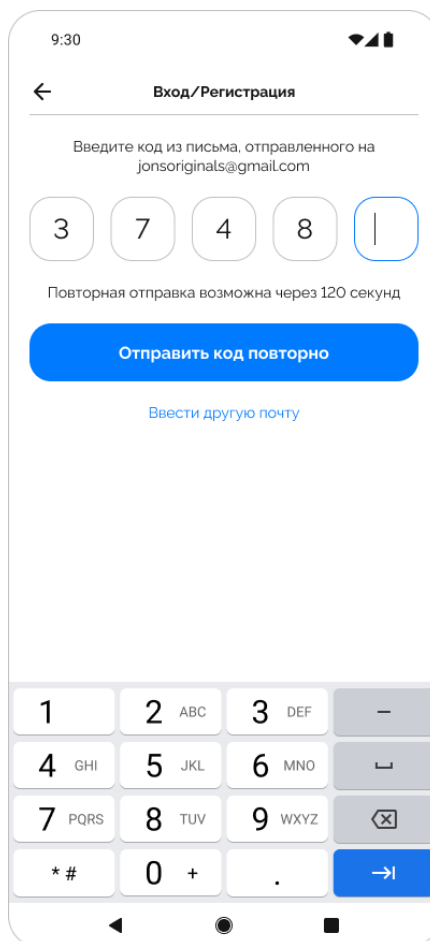 9:30
Вход/Регистрация
Введите код из письма, отправленного на
jonsoriginals@gmail.com
3 7 4 8
Повторная отправка возможна через 120 секунд
Отправить код повторно
Ввести другую почту
1 2 ABC 3 DEF –
4 GHI 5 JKL 6 MNO
7 PQRS 8 TUV 9 WXYZ
* # 0 + .